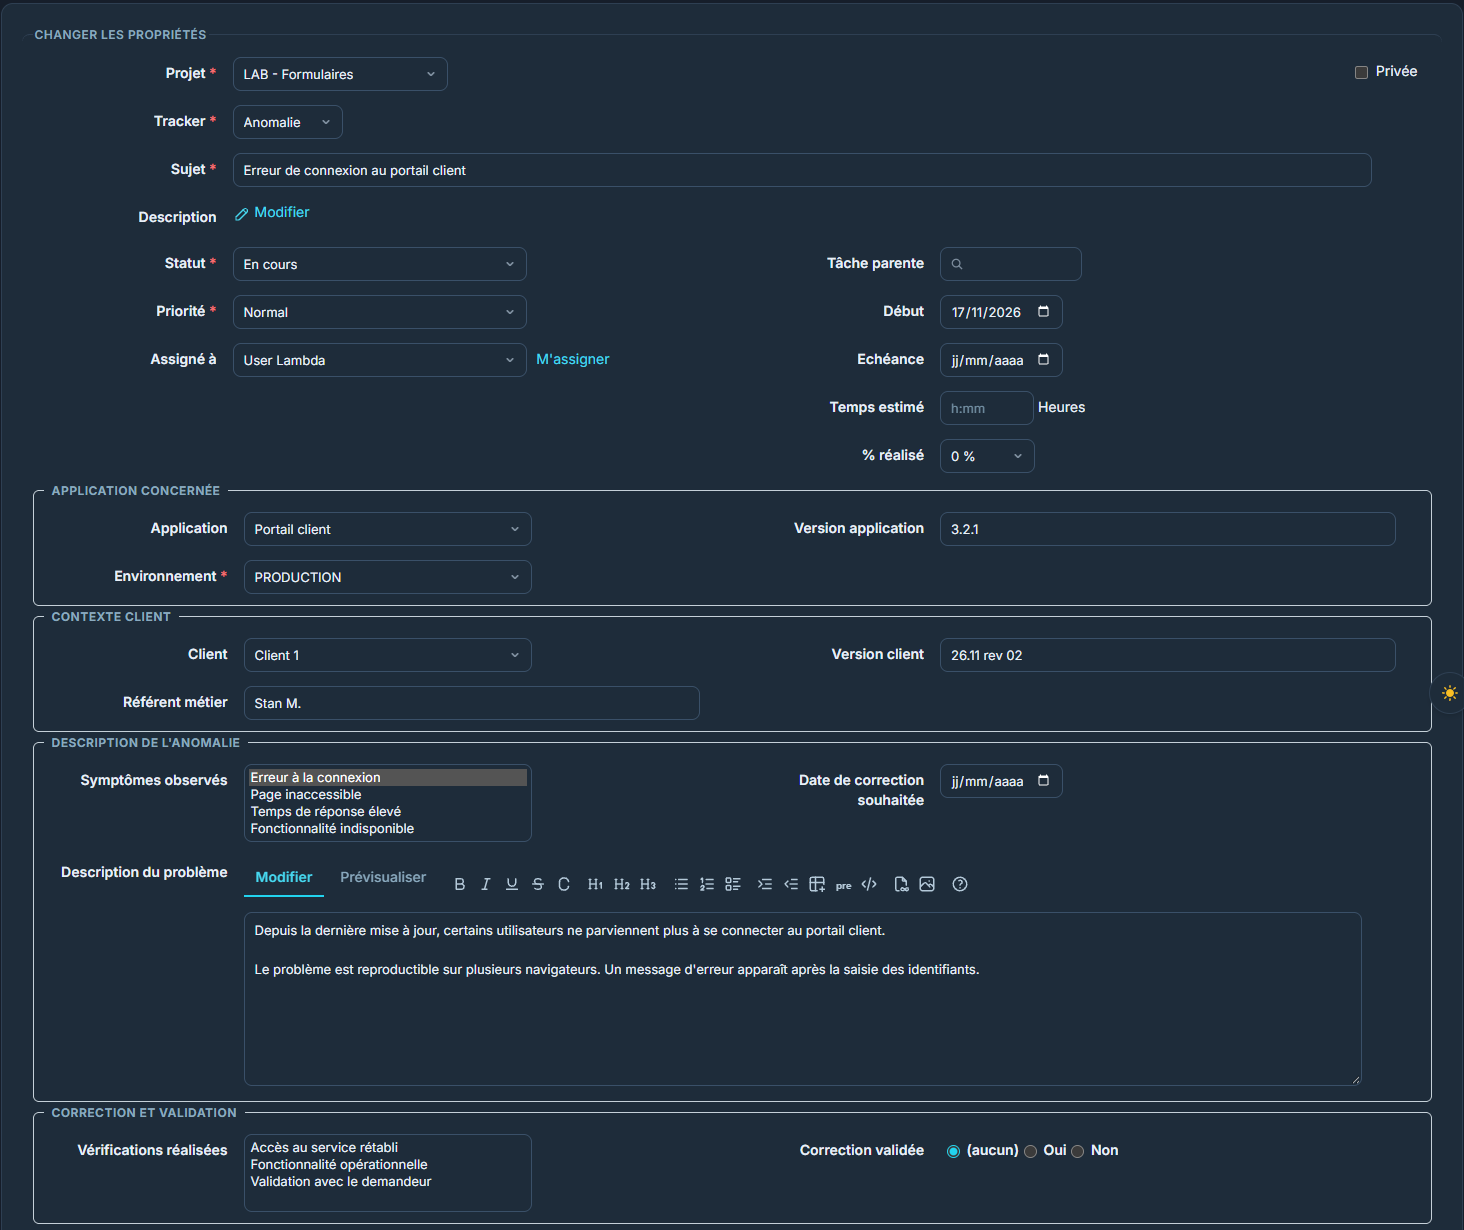 CHANGER LES PROPRIÉTÉS
Projet * LAB - Formulaires Privée
Tracker * Anomalie
Sujet * Erreur de connexion au portail client
Description Modifier
Statut * En cours Tâche parente
Priorité * Normal Début 17/11/2026
Assigné à User Lambda M'assigner Echéance jj/mm/aaaa
Temps estimé h:mm Heures
% réalisé 0 %
APPLICATION CONCERNÉE
Application Portail client Version application 3.2.1
Environnement * PRODUCTION
CONTEXTE CLIENT
Client Client 1 Version client 26.11 rev 02
Référent métier Stan M.
DESCRIPTION DE L'ANOMALIE
Symptômes observés Erreur à la connexion Date de correction souhaitée jj/mm/aaaa
Page inaccessible
Temps de réponse élevé
Fonctionnalité indisponible
Description du problème Modifier Prévisualiser B I U S C H1 H2 H3 pre </> ?
Depuis la dernière mise à jour, certains utilisateurs ne parviennent plus à se connecter au portail client.
Le problème est reproductible sur plusieurs navigateurs. Un message d'erreur apparaît après la saisie des identifiants.
CORRECTION ET VALIDATION
Vérifications réalisées Accès au service rétabli Correction validée (aucun) Oui Non
Fonctionnalité opérationnelle
Validation avec le demandeur